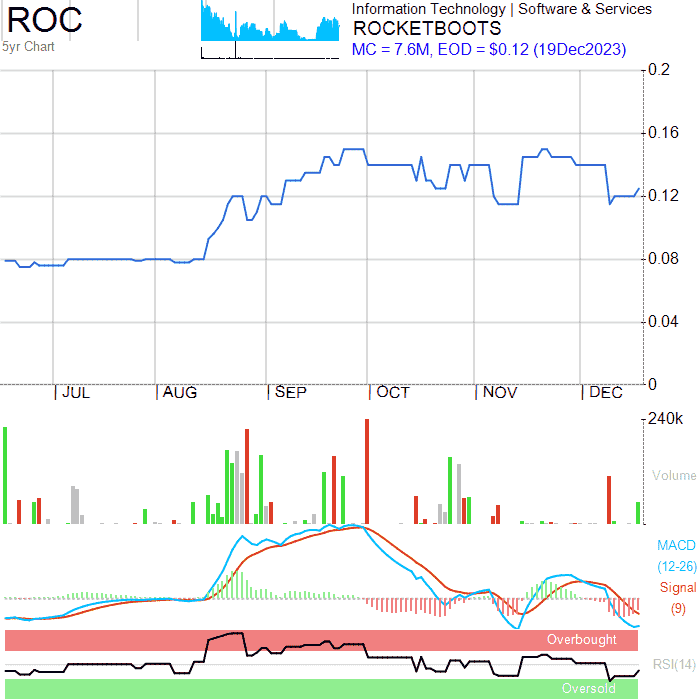 ROC
5yr Chart
Information Technology | Software & Services
ROCKETBOOTS
MC = 7.6M, EOD = $0.12 (19Dec2023)
0.2
0.16
0.12
0.08
0.04
0
JUL AUG SEP OCT NOV DEC
240k
Volume
MACD
(12-26)
Signal
(9)
Overbought
RSI(14)
Oversold